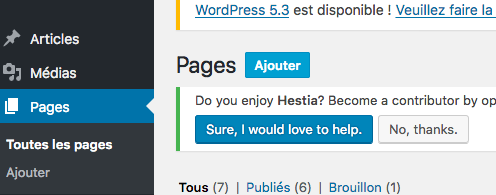 WordPress 5.3 est disponible ! Veuillez faire la
Articles
Médias
Pages
Toutes les pages
Ajouter
Pages Ajouter
Do you enjoy Hestia? Become a contributor by op
Sure, I would love to help. No, thanks.
Tous (7) | Publiés (6) | Brouillon (1)